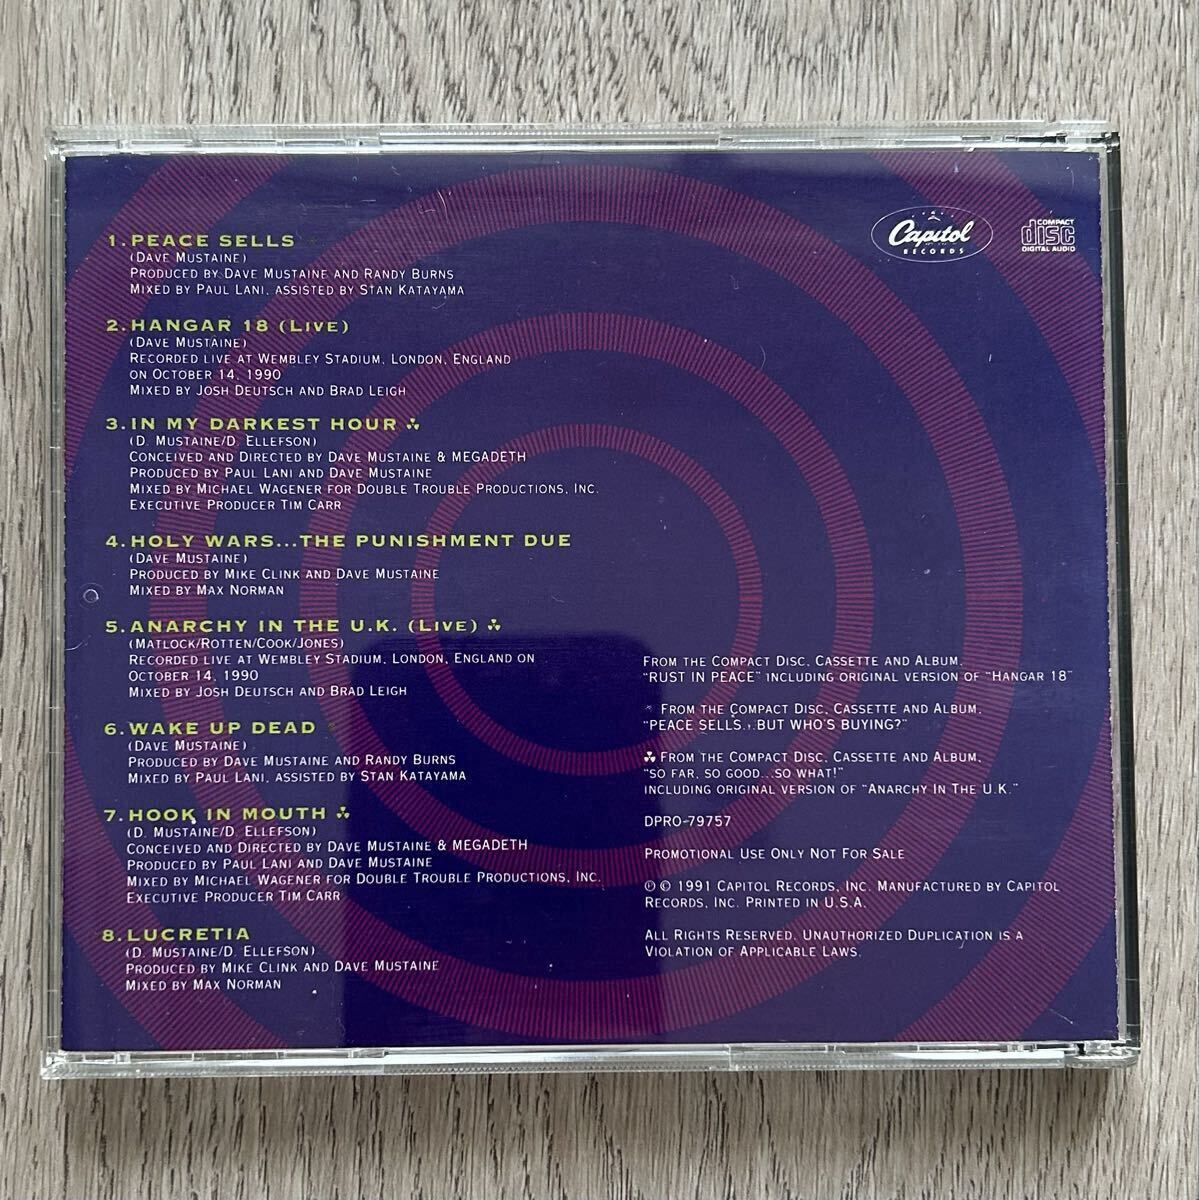 1. PEACE SELLS *
(DAVE MUSTAINE)
PRODUCED BY DAVE MUSTAINE AND RANDY BURNS
MIXED BY PAUL LANI, ASSISTED BY STAN KATAYAMA
2. HANGAR 18 (LIVE)
(DAVE MUSTAINE)
RECORDED LIVE AT WEMBLEY STADIUM, LONDON, ENGLAND
ON OCTOBER 14, 1990
MIXED BY JOSH DEUTSCH AND BRAD LEIGH
3. IN MY DARKEST HOUR ☘
(D. MUSTAINE/D. ELLEFSON)
CONCEIVED AND DIRECTED BY DAVE MUSTAINE & MEGADETH
PRODUCED BY PAUL LANI AND DAVE MUSTAINE
MIXED BY MICHAEL WAGENER FOR DOUBLE TROUBLE PRODUCTIONS, INC.
EXECUTIVE PRODUCER TIM CARR
4. HOLY WARS...THE PUNISHMENT DUE
(DAVE MUSTAINE)
PRODUCED BY MIKE CLINK AND DAVE MUSTAINE
MIXED BY MAX NORMAN
5. ANARCHY IN THE U.K. (LIVE) ☘
(MATLOCK/ROTTEN/COOK/JONES)
RECORDED LIVE AT WEMBLEY STADIUM, LONDON, ENGLAND ON
OCTOBER 14, 1990
MIXED BY JOSH DEUTSCH AND BRAD LEIGH
6. WAKE UP DEAD *
(DAVE MUSTAINE)
PRODUCED BY DAVE MUSTAINE AND RANDY BURNS
MIXED BY PAUL LANI, ASSISTED BY STAN KATAYAMA
7. HOOK IN MOUTH ☘
(D. MUSTAINE/D. ELLEFSON)
CONCEIVED AND DIRECTED BY DAVE MUSTAINE & MEGADETH
PRODUCED BY PAUL LANI AND DAVE MUSTAINE
MIXED BY MICHAEL WAGENER FOR DOUBLE TROUBLE PRODUCTIONS, INC.
EXECUTIVE PRODUCER TIM CARR
8. LUCRETIA
(D. MUSTAINE/D. ELLEFSON)
PRODUCED BY MIKE CLINK AND DAVE MUSTAINE
MIXED BY MAX NORMAN
Capitol
RECORDS
COMPACT
disc
DIGITAL AUDIO
FROM THE COMPACT DISC, CASSETTE AND ALBUM,
"RUST IN PEACE" INCLUDING ORIGINAL VERSION OF "HANGAR 18"
* FROM THE COMPACT DISC, CASSETTE AND ALBUM,
"PEACE SELLS...BUT WHO'S BUYING?"
☘ FROM THE COMPACT DISC, CASSETTE AND ALBUM,
"SO FAR, SO GOOD...SO WHAT!"
INCLUDING ORIGINAL VERSION OF "ANARCHY IN THE U.K."
DPRO-79757
PROMOTIONAL USE ONLY NOT FOR SALE
℗ © 1991 CAPITOL RECORDS, INC. MANUFACTURED BY CAPITOL
RECORDS, INC. PRINTED IN U.S.A.
ALL RIGHTS RESERVED. UNAUTHORIZED DUPLICATION IS A
VIOLATION OF APPLICABLE LAWS.